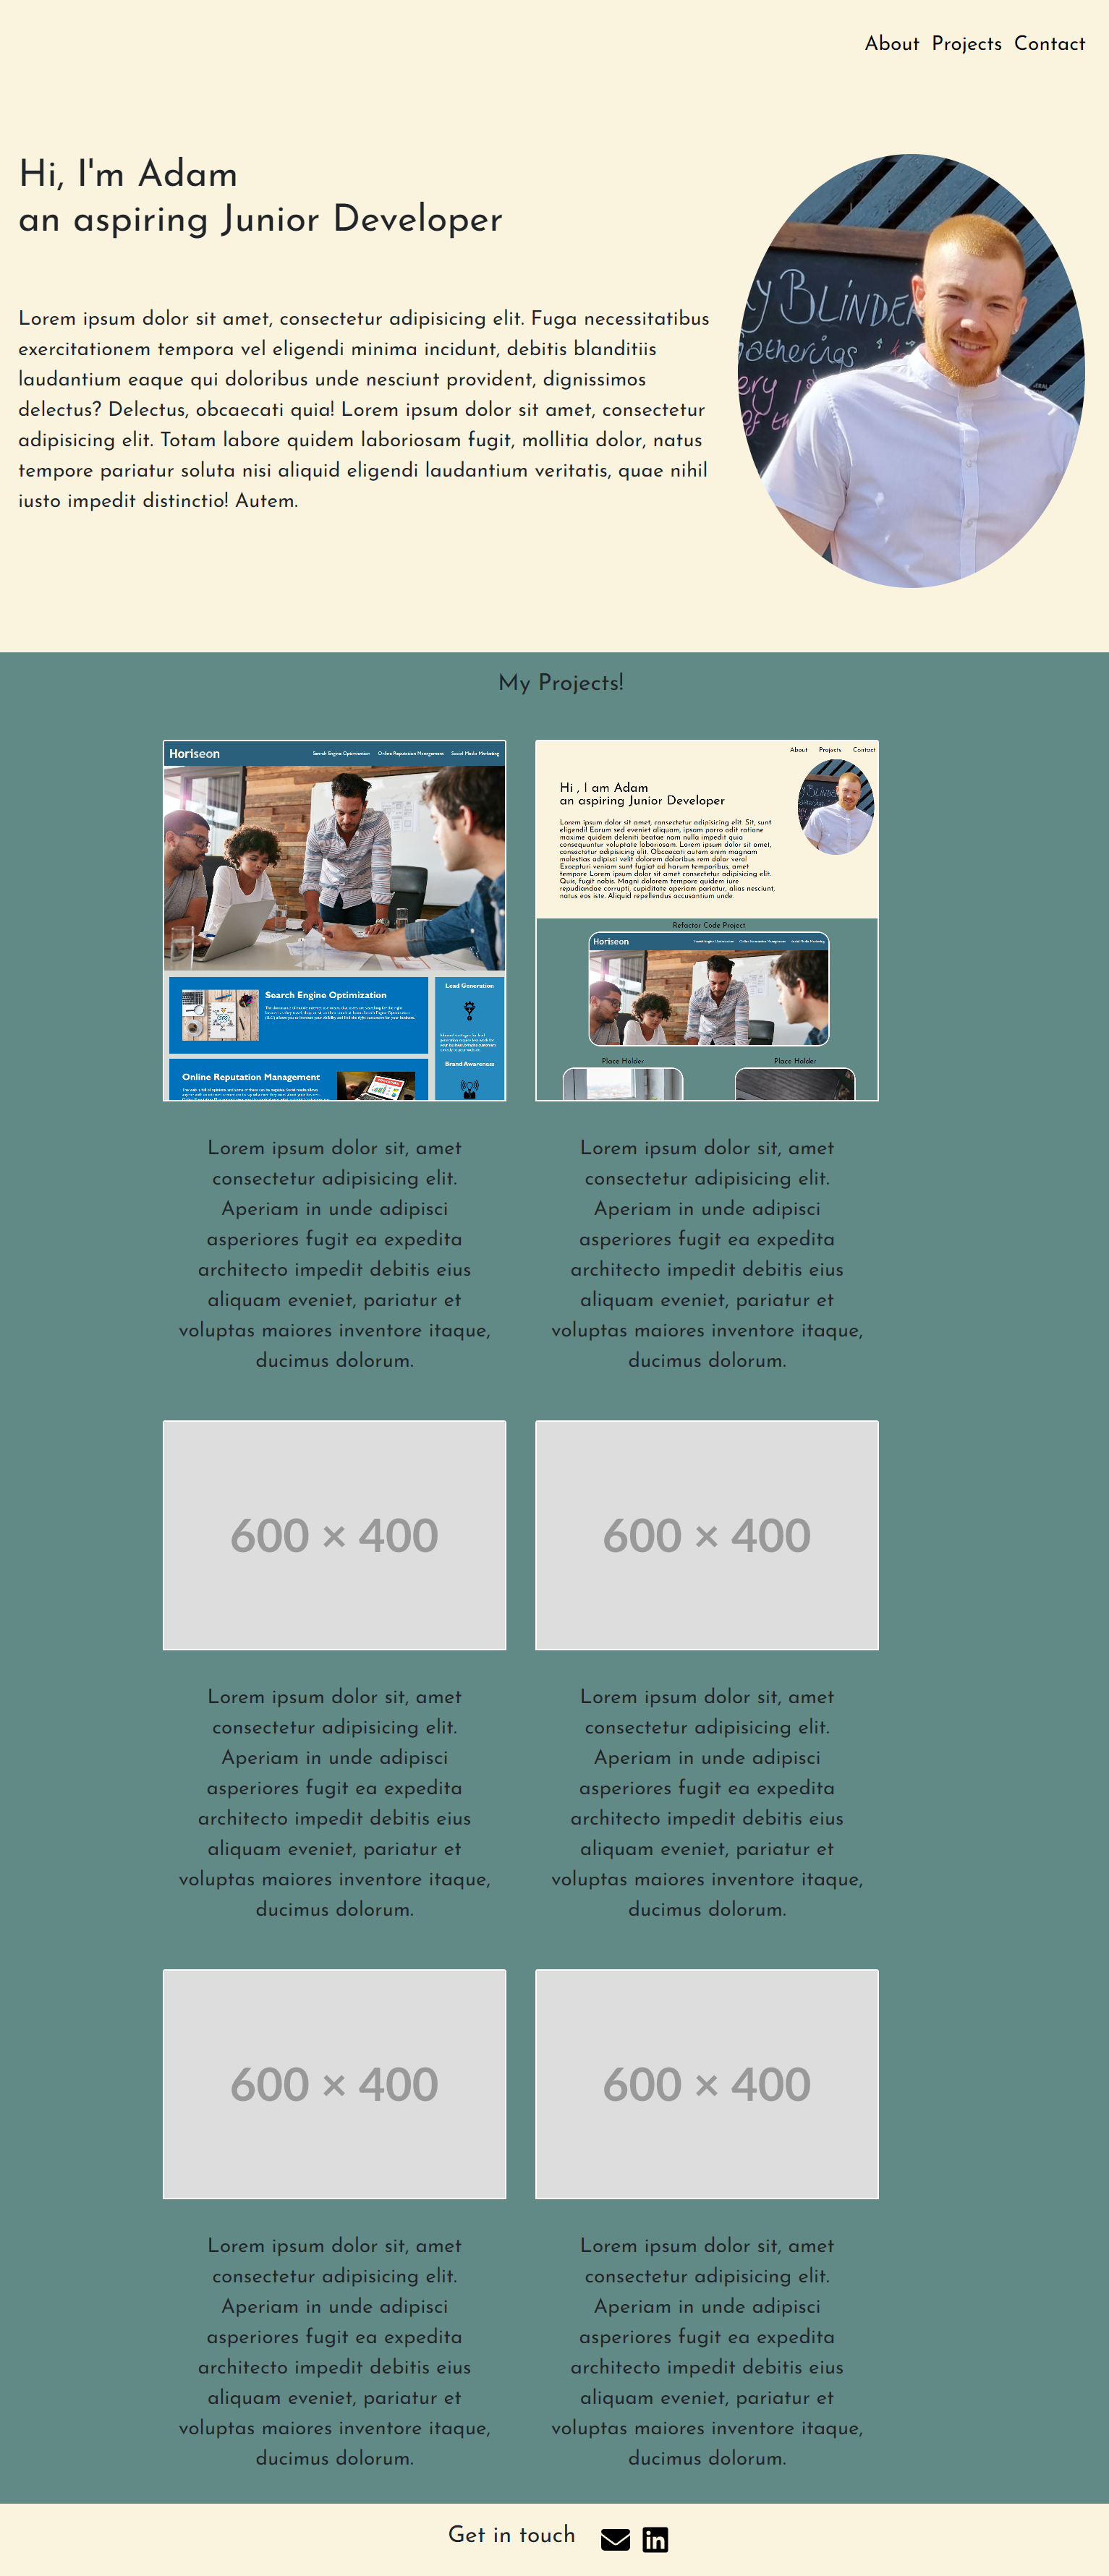 About Projects Contact
Hi, I'm Adam
an aspiring Junior Developer
Lorem ipsum dolor sit amet, consectetur adipisicing elit. Fuga necessitatibus
exercitationem tempora vel eligendi minima incidunt, debitis blanditiis
laudantium eaque qui doloribus unde nesciunt provident, dignissimos
delectus? Delectus, obcaecati quia! Lorem ipsum dolor sit amet, consectetur
adipisicing elit. Totam labore quidem laboriosam fugit, mollitia dolor, natus
tempore pariatur soluta nisi aliquid eligendi laudantium veritatis, quae nihil
iusto impedit distinctio! Autem.
y BLINDER
gatherings
My Projects!
Horiseon
Search Engine Optimization Online Reputation Management Social Media Marketing
Search Engine Optimization
Lead Generation
Online Reputation Management
Brand Awareness
About Projects Contact
Hi , I am Adam
an aspiring Junior Developer
Lorem ipsum dolor sit amet, consectetur adipisicing elit. Sit, sunt
eligendi! Earum sed eveniet aliquam, ipsam porro odit ratione
maxime quidem deleniti beatae nam nulla impedit quia
consequuntur voluptate laboriosam. Lorem ipsum dolor sit amet,
consectetur adipisicing elit. Obcaecati autem enim magnam
molestias adipisci velit dolorem doloribus rem dolor vero!
Excepturi veniam sunt fugiat ad harum temporibus, amet
tempore Lorem ipsum dolor sit amet consectetur adipisicing elit.
Quis, fugit nobis. Magni dolorem tempore quidem iure
repudiandae corrupti, cupiditate aperiam pariatur, alias nesciunt,
natus eos iste. Aliquid repellendus accusantium unde.
Refactor Code Project
Horiseon
Place Holder
Place Holder
Lorem ipsum dolor sit, amet
consectetur adipisicing elit.
Aperiam in unde adipisci
asperiores fugit ea expedita
architecto impedit debitis eius
aliquam eveniet, pariatur et
voluptas maiores inventore itaque,
ducimus dolorum.
Lorem ipsum dolor sit, amet
consectetur adipisicing elit.
Aperiam in unde adipisci
asperiores fugit ea expedita
architecto impedit debitis eius
aliquam eveniet, pariatur et
voluptas maiores inventore itaque,
ducimus dolorum.
600 × 400
600 × 400
Lorem ipsum dolor sit, amet
consectetur adipisicing elit.
Aperiam in unde adipisci
asperiores fugit ea expedita
architecto impedit debitis eius
aliquam eveniet, pariatur et
voluptas maiores inventore itaque,
ducimus dolorum.
Lorem ipsum dolor sit, amet
consectetur adipisicing elit.
Aperiam in unde adipisci
asperiores fugit ea expedita
architecto impedit debitis eius
aliquam eveniet, pariatur et
voluptas maiores inventore itaque,
ducimus dolorum.
600 × 400
600 × 400
Lorem ipsum dolor sit, amet
consectetur adipisicing elit.
Aperiam in unde adipisci
asperiores fugit ea expedita
architecto impedit debitis eius
aliquam eveniet, pariatur et
voluptas maiores inventore itaque,
ducimus dolorum.
Lorem ipsum dolor sit, amet
consectetur adipisicing elit.
Aperiam in unde adipisci
asperiores fugit ea expedita
architecto impedit debitis eius
aliquam eveniet, pariatur et
voluptas maiores inventore itaque,
ducimus dolorum.
Get in touch
in